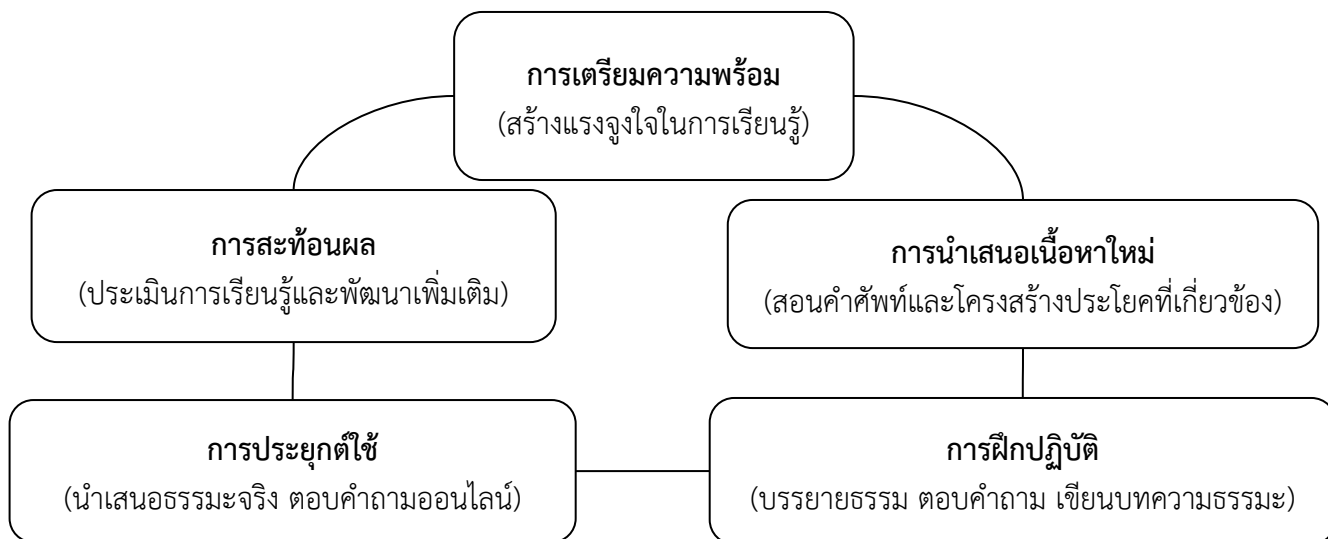 การเตรียมความพร้อม
(สร้างแรงจูงใจในการเรียนรู้)
การสะท้อนผล
(ประเมินการเรียนรู้และพัฒนาเพิ่มเติม)
การนำเสนอเนื้อหาใหม่
(สอนคำศัพท์และโครงสร้างประโยคที่เกี่ยวข้อง)
การประยุกต์ใช้
(นำเสนอธรรมะจริง ตอบคำถามออนไลน์)
การฝึกปฏิบัติ
(บรรยายธรรม ตอบคำถาม เขียนบทความธรรมะ)